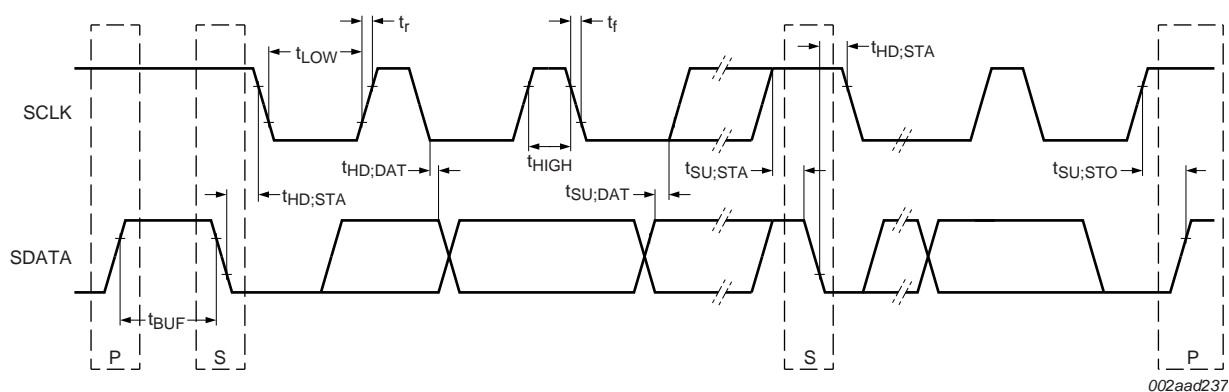 tr
tf
tLOW
tHD;STA
SCLK
tHD;DAT
tHIGH
tSU;STA
tSU;STO
tHD;STA
tSU;DAT
SDATA
tBUF
P
S
S
P
002aad237